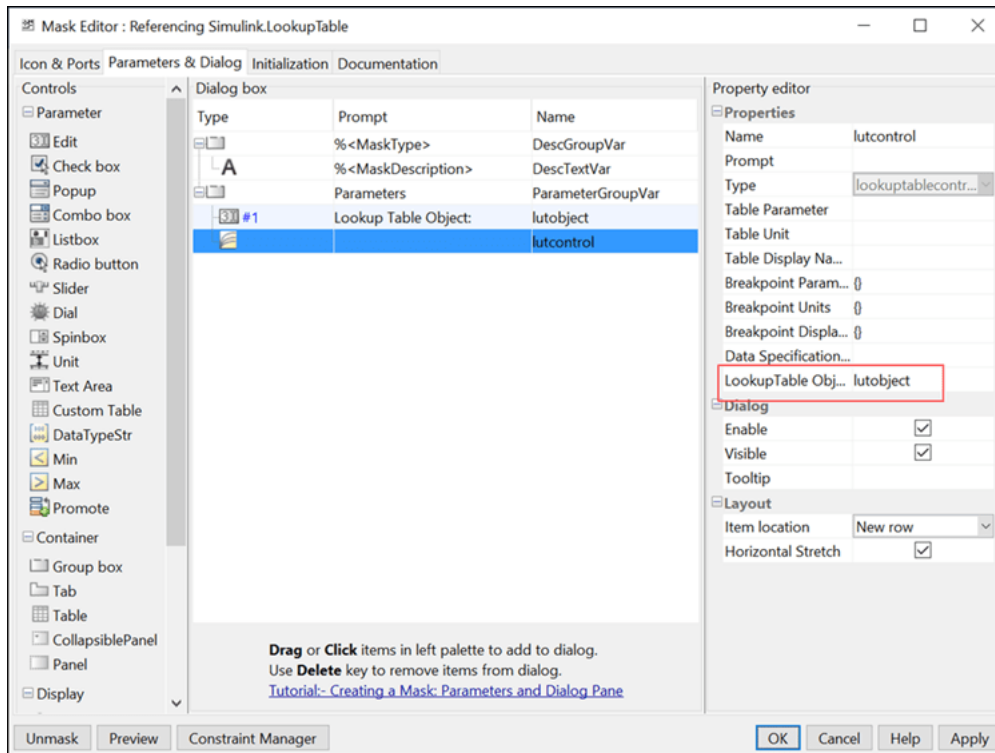 Mask Editor : Referencing Simulink.LookupTable
Icon & Ports Parameters & Dialog Initialization Documentation
Controls
Parameter
Edit
Check box
Popup
Combo box
Listbox
Radio button
Slider
Dial
Spinbox
Unit
Text Area
Custom Table
DataTypeStr
Min
Max
Promote
Container
Group box
Tab
Table
CollapsiblePanel
Panel
Display
Dialog box
Type Prompt Name
%<MaskType> DescGroupVar
A %<MaskDescription> DescTextVar
Parameters ParameterGroupVar
#1 Lookup Table Object: lutobject
lutcontrol
Drag or Click items in left palette to add to dialog.
Use Delete key to remove items from dialog.
Tutorial:- Creating a Mask: Parameters and Dialog Pane
Property editor
Properties
Name lutcontrol
Prompt
Type lookuptablecontr...
Table Parameter
Table Unit
Table Display Na...
Breakpoint Param... {}
Breakpoint Units {}
Breakpoint Displa... {}
Data Specification...
LookupTable Obj... lutobject
Dialog
Enable
Visible
Tooltip
Layout
Item location New row
Horizontal Stretch
Unmask Preview Constraint Manager OK Cancel Help Apply